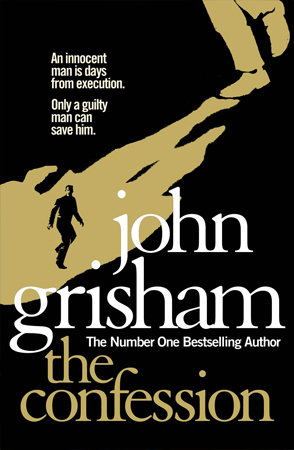 An innocent
man is days
from execution.
Only a guilty
man can
save him.
john
grisham
The Number One Bestselling Author
the
confession